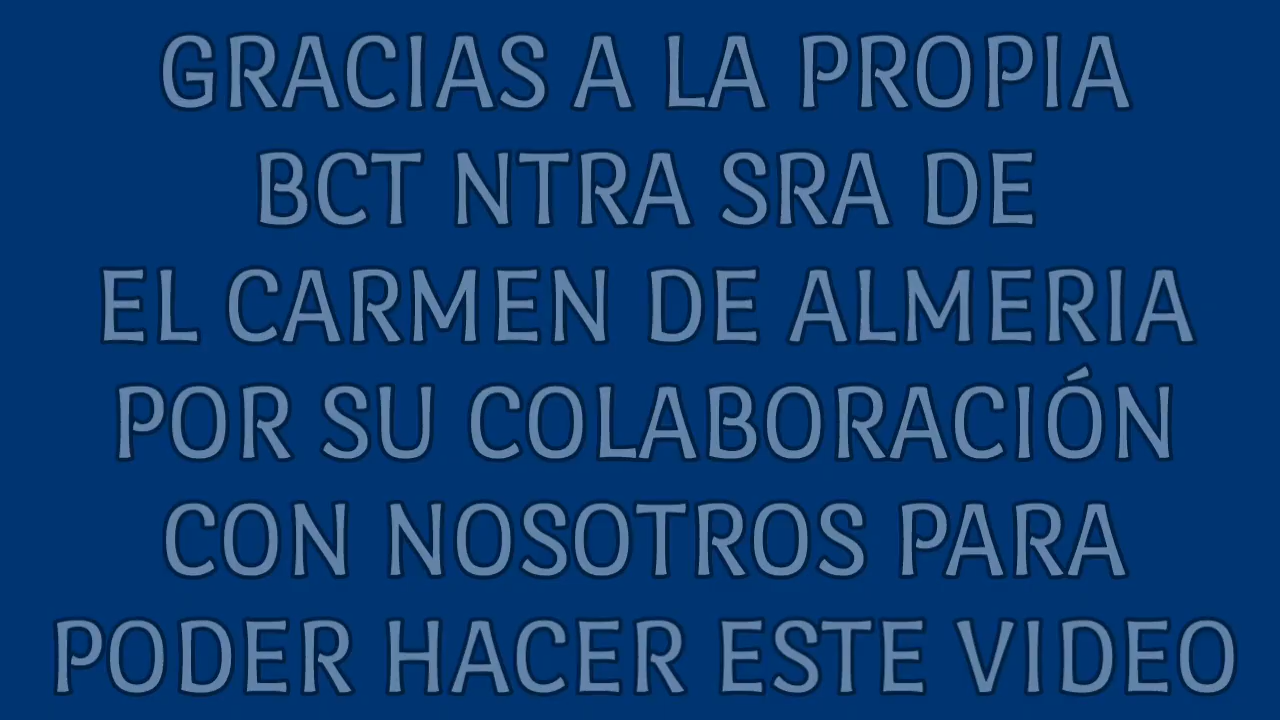 GRACIAS A LA PROPIA
BCT NTRA SRA DE
EL CARMEN DE ALMERIA
POR SU COLABORACIÓN
CON NOSOTROS PARA
PODER HACER ESTE VIDEO